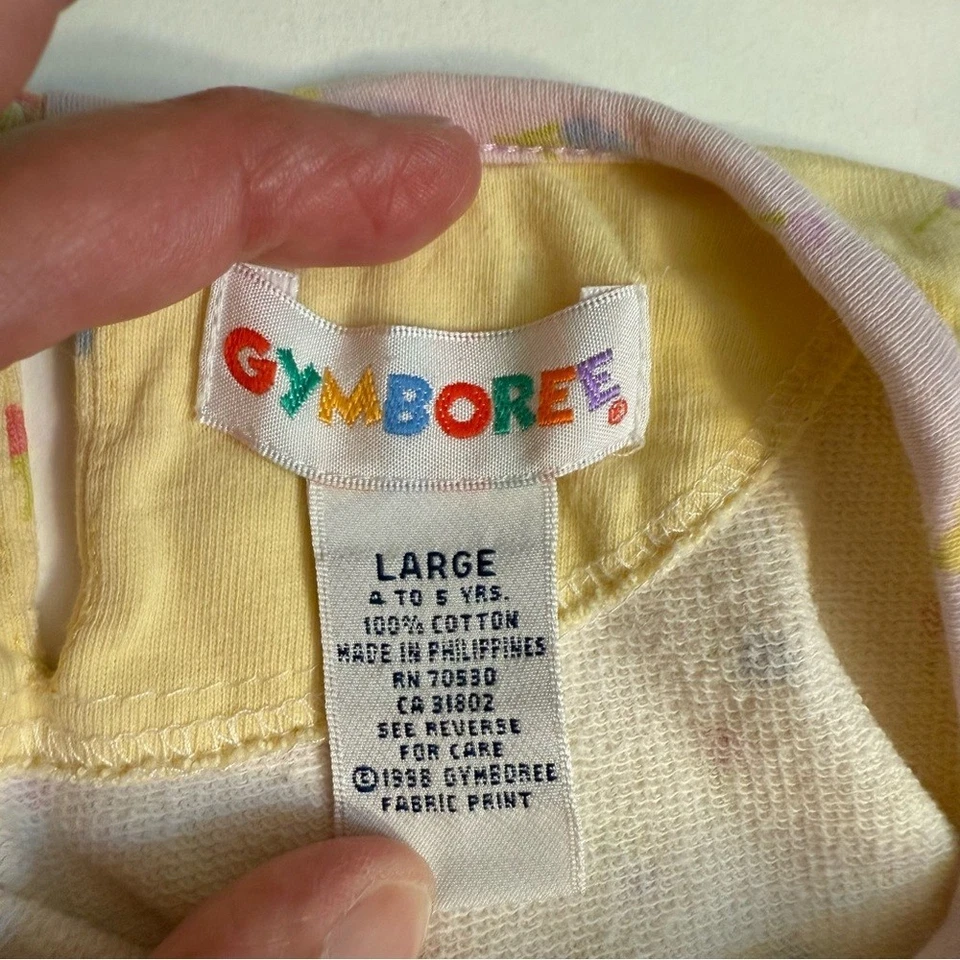 GYMBOREE®
LARGE
4 TO 5 YRS.
100% COTTON
MADE IN PHILIPPINES
RN 70530
CA 31802
SEE REVERSE
FOR CARE
©1998 GYMBOREE
FABRIC PRINT